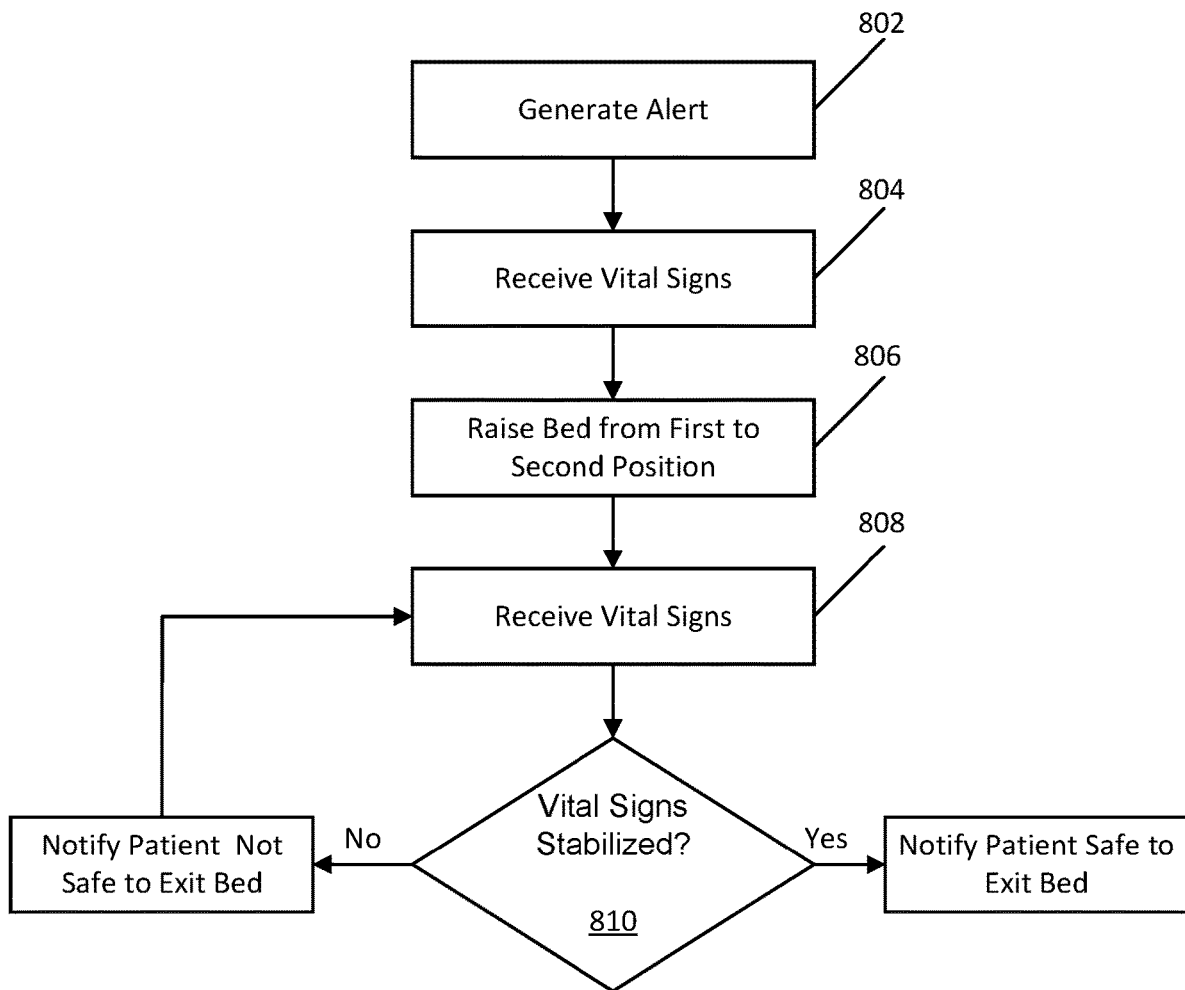 802
Generate Alert
804
Receive Vital Signs
806
Raise Bed from First to
Second Position
808
Receive Vital Signs
Vital Signs
Stabilized?
810
No
Yes
Notify Patient Not
Safe to Exit Bed
Notify Patient Safe to
Exit Bed